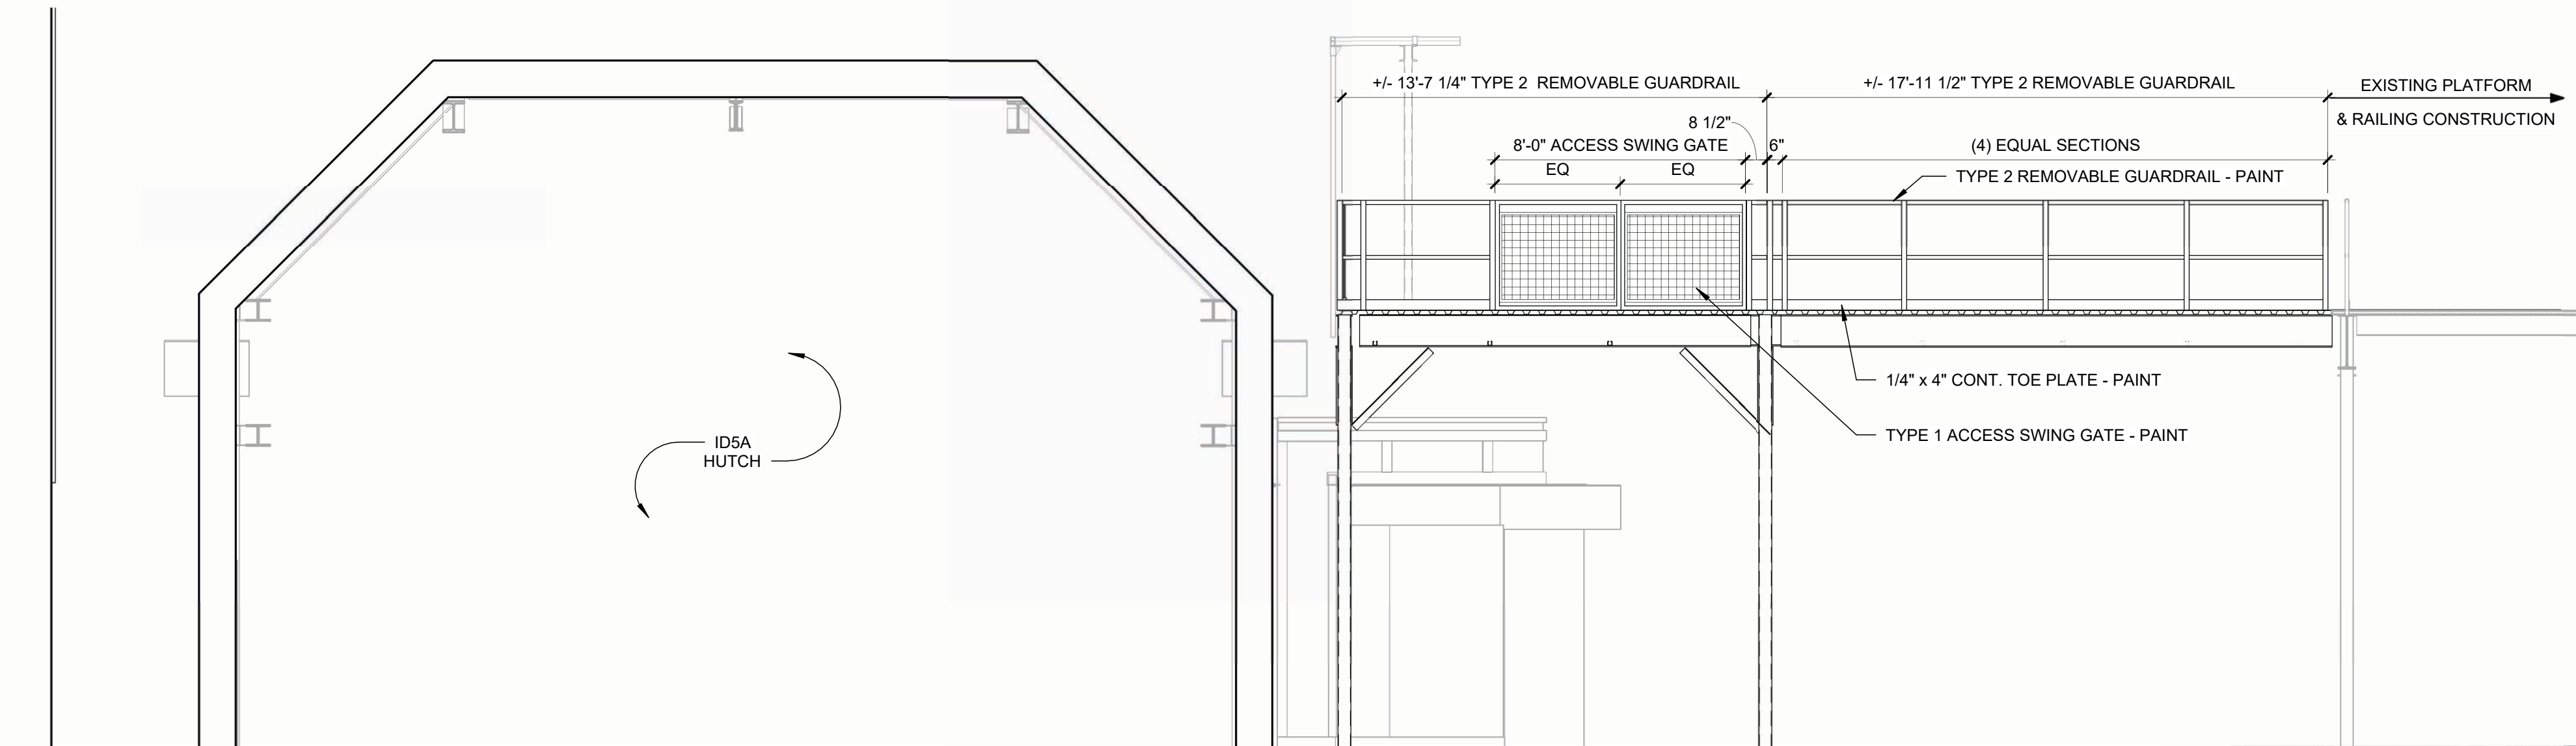 +/- 13'-7 1/4" TYPE 2  REMOVABLE GUARDRAIL
+/- 17'-11 1/2" TYPE 2 REMOVABLE GUARDRAIL
EXISTING PLATFORM
& RAILING CONSTRUCTION
8 1/2"
8'-0" ACCESS SWING GATE
6"
(4) EQUAL SECTIONS
EQ
EQ
TYPE 2 REMOVABLE GUARDRAIL - PAINT
1/4" x 4" CONT. TOE PLATE - PAINT
TYPE 1 ACCESS SWING GATE - PAINT
ID5A
HUTCH